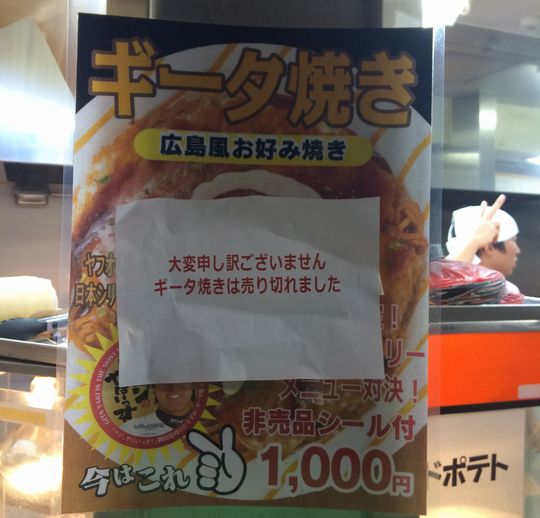 ギータ焼き
広島風お好み焼き
大変申し訳ございません
ギータ焼きは売り切れました
ヤフオ
日本シリ
！
リー
メニュー対決！
非売品シール付
今はこれ
1,000円
ポテト